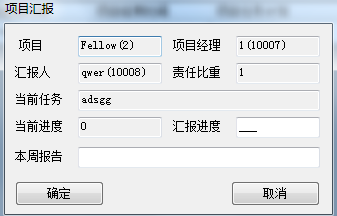 项目汇报
项目 Fellow(2) 项目经理 1(10007)
汇报人 qwer(10008) 责任比重 1
当前任务 adsgg
当前进度 0 汇报进度 ___
本周报告
确定 取消